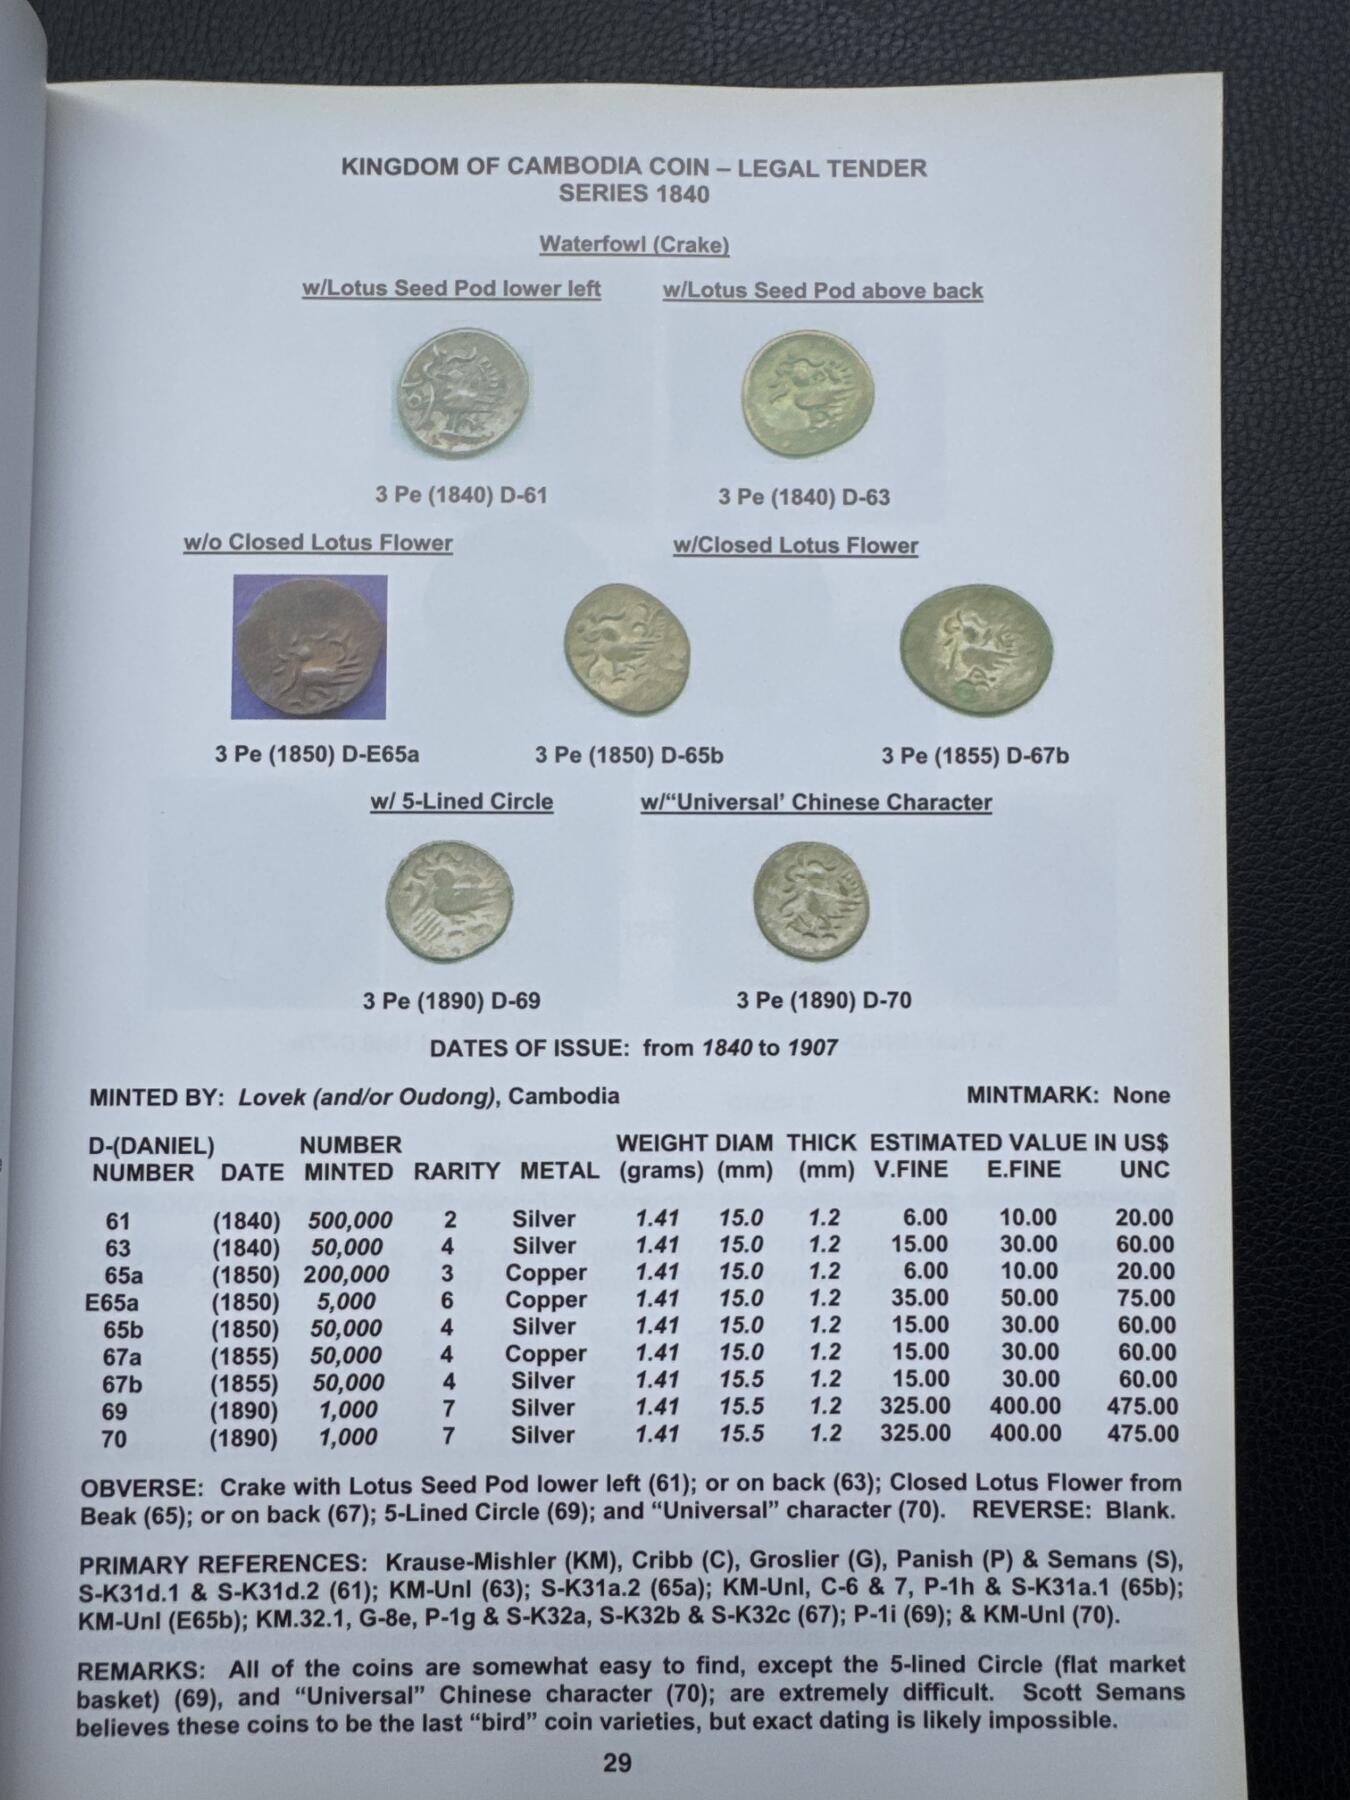 KINGDOM OF CAMBODIA COIN – LEGAL TENDER
SERIES 1840
Waterfowl (Crake)
w/Lotus Seed Pod lower left w/Lotus Seed Pod above back
3 Pe (1840) D-61 3 Pe (1840) D-63
w/o Closed Lotus Flower w/Closed Lotus Flower
3 Pe (1850) D-E65a 3 Pe (1850) D-65b 3 Pe (1855) D-67b
w/ 5-Lined Circle w/“Universal’ Chinese Character
3 Pe (1890) D-69 3 Pe (1890) D-70
DATES OF ISSUE: from 1840 to 1907
MINTED BY: Lovek (and/or Oudong), Cambodia MINTMARK: None
D-(DANIEL) NUMBER WEIGHT DIAM THICK ESTIMATED VALUE IN US$
NUMBER DATE MINTED RARITY METAL (grams) (mm) (mm) V.FINE E.FINE UNC
61 (1840) 500,000 2 Silver 1.41 15.0 1.2 6.00 10.00 20.00
63 (1840) 50,000 4 Silver 1.41 15.0 1.2 15.00 30.00 60.00
65a (1850) 200,000 3 Copper 1.41 15.0 1.2 6.00 10.00 20.00
E65a (1850) 5,000 6 Copper 1.41 15.0 1.2 35.00 50.00 75.00
65b (1850) 50,000 4 Silver 1.41 15.0 1.2 15.00 30.00 60.00
67a (1855) 50,000 4 Copper 1.41 15.0 1.2 15.00 30.00 60.00
67b (1855) 50,000 4 Silver 1.41 15.5 1.2 15.00 30.00 60.00
69 (1890) 1,000 7 Silver 1.41 15.5 1.2 325.00 400.00 475.00
70 (1890) 1,000 7 Silver 1.41 15.5 1.2 325.00 400.00 475.00
OBVERSE: Crake with Lotus Seed Pod lower left (61); or on back (63); Closed Lotus Flower from
Beak (65); or on back (67); 5-Lined Circle (69); and “Universal” character (70). REVERSE: Blank.
PRIMARY REFERENCES: Krause-Mishler (KM), Cribb (C), Groslier (G), Panish (P) & Semans (S),
S-K31d.1 & S-K31d.2 (61); KM-Unl (63); S-K31a.2 (65a); KM-Unl, C-6 & 7, P-1h & S-K31a.1 (65b);
KM-Unl (E65b); KM.32.1, G-8e, P-1g & S-K32a, S-K32b & S-K32c (67); P-1i (69); & KM-Unl (70).
REMARKS: All of the coins are somewhat easy to find, except the 5-lined Circle (flat market
basket) (69), and “Universal” Chinese character (70); are extremely difficult. Scott Semans
believes these coins to be the last “bird” coin varieties, but exact dating is likely impossible.
29